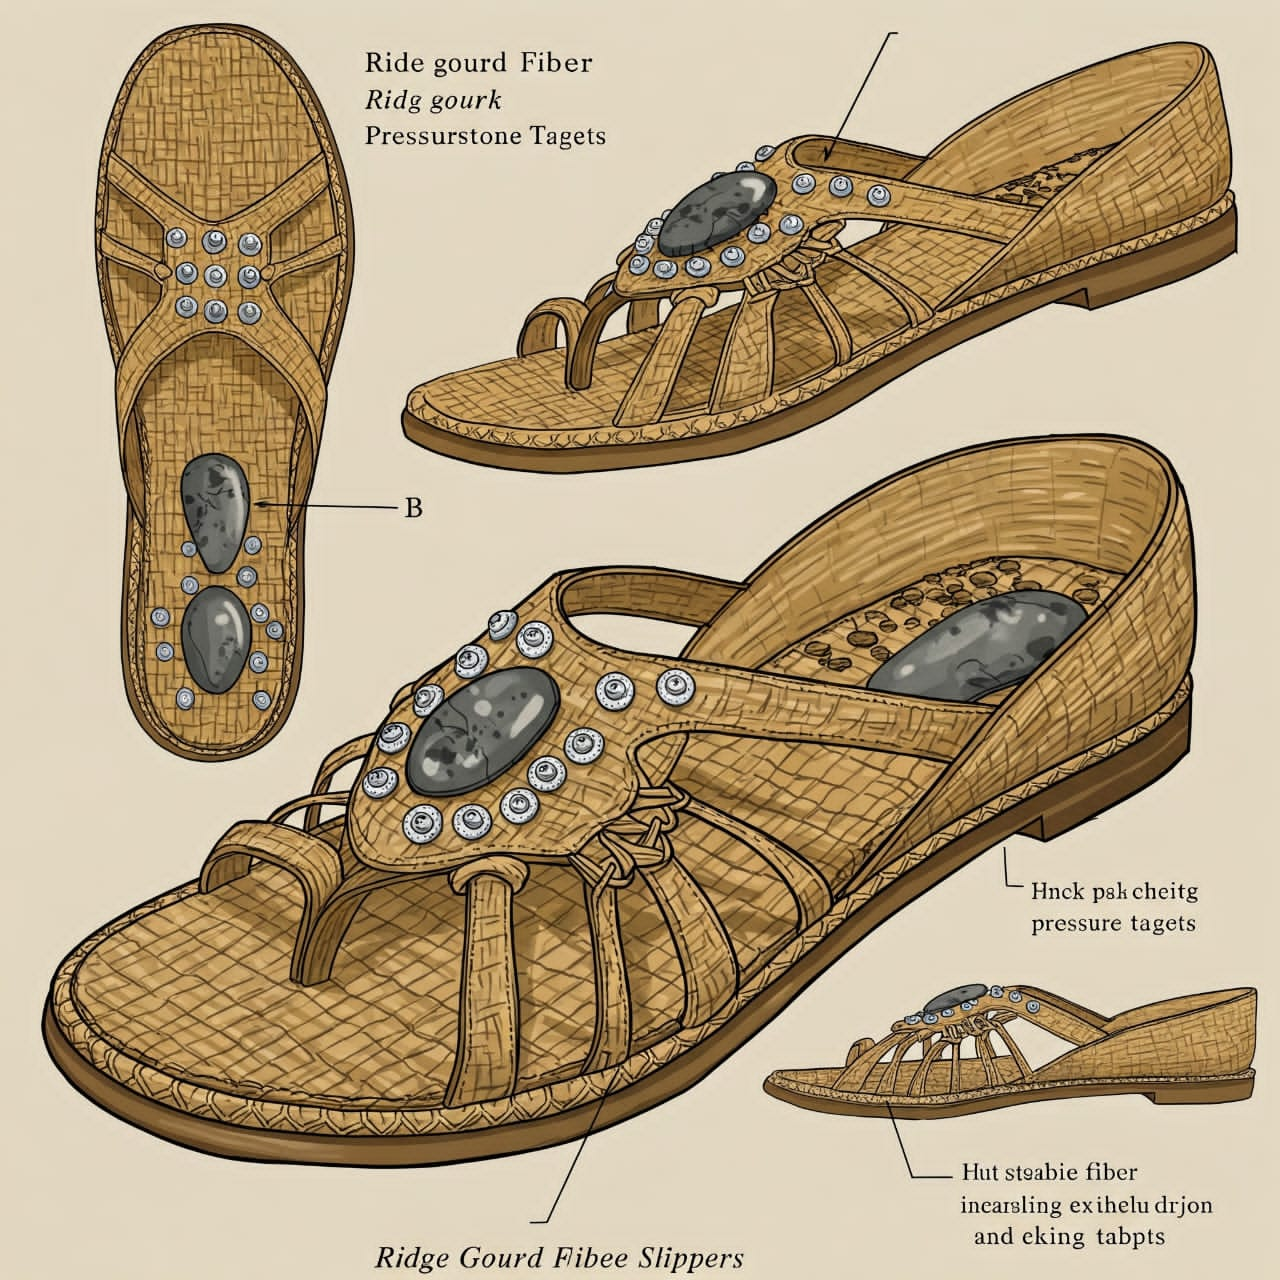 Ride gourd Fiber
Ridg gourk
Pressurstone Tagets
B
Hnck pak cheitg
pressure tagets
Hut stsabie fiber
incarsling exihelu drjon
and eking tabpts
Ridge Gourd Fibee Slippers